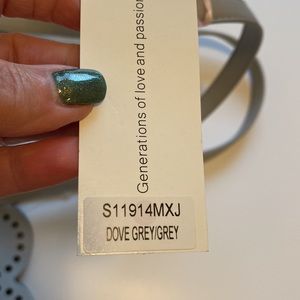 Generations of love and passion
S11914MXJ
DOVE GREY/GREY